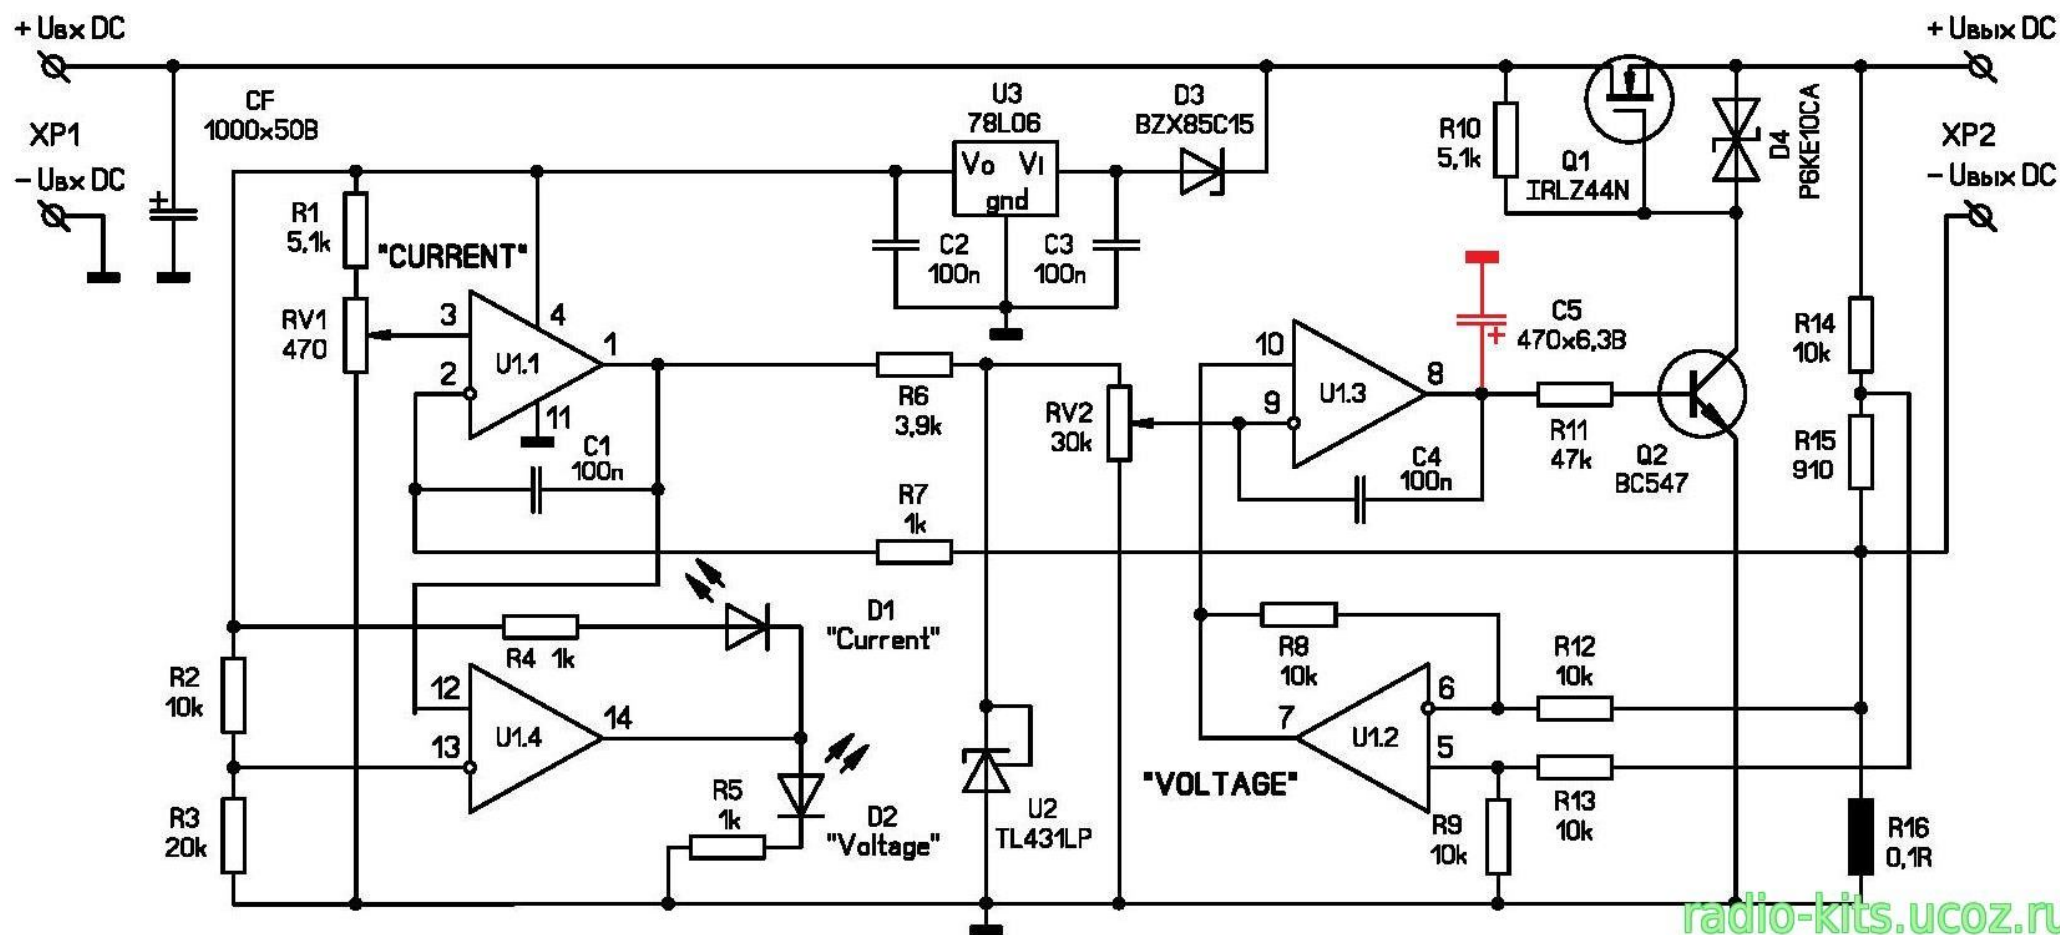 + Uвх DC
XP1
- Uвх DC
CF
1000x50В
R1
5,1k
"CURRENT"
RV1
470
3
2
4
1
11
U1.1
C1
100n
U3
78L06
Vo VI
gnd
C2
100n
C3
100n
D3
BZX85C15
R10
5,1k
Q1
IRLZ44N
D4
P6KE10CA
+ Uвых DC
XP2
- Uвых DC
R6
3,9k
R7
1k
RV2
30k
10
9
8
U1.3
C4
100n
C5
470x6,3В
+
R11
47k
Q2
BC547
R14
10k
R15
910
R2
10k
R3
20k
R4 1k
D1
"Current"
12
13
14
U1.4
R5
1k
D2
"Voltage"
U2
TL431LP
"VOLTAGE"
R8
10k
7
6
5
U1.2
R12
10k
R13
10k
R9
10k
R16
0,1R
radio-kits.ucoz.ru